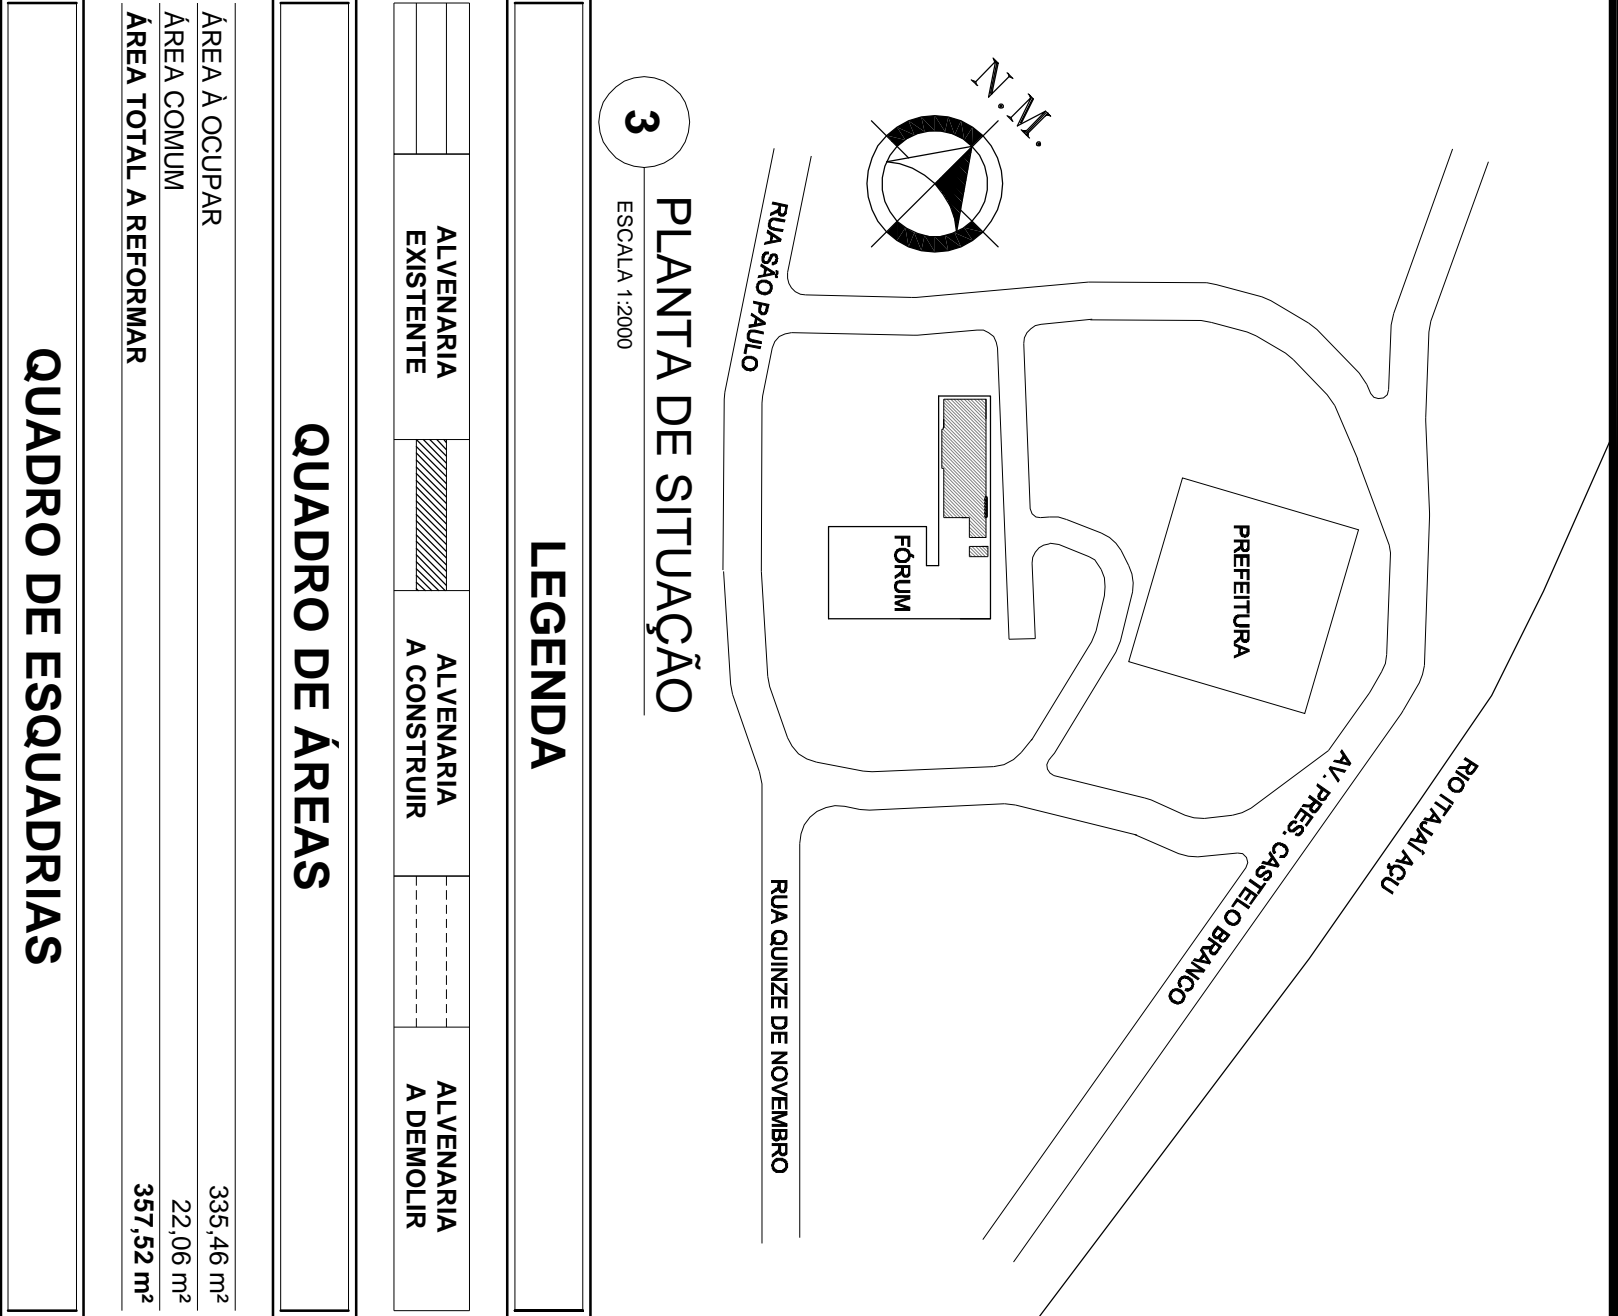 N.M.
RIO ITAJAÍ AÇU
AV. PRES. CASTELO BRANCO
PREFEITURA
FÓRUM
RUA SÃO PAULO
RUA QUINZE DE NOVEMBRO
3
PLANTA DE SITUAÇÃO
ESCALA 1:2000
LEGENDA
ALVENARIA
EXISTENTE
ALVENARIA
A CONSTRUIR
ALVENARIA
A DEMOLIR
QUADRO DE ÁREAS
ÁREA À OCUPAR 335,46 m²
ÁREA COMUM 22,06 m²
ÁREA TOTAL A REFORMAR 357,52 m²
QUADRO DE ESQUADRIAS